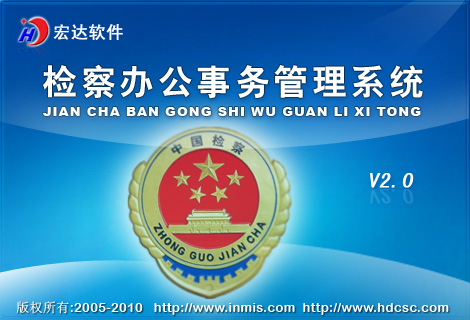 宏达软件
检察办公事务管理系统
JIAN CHA BAN GONG SHI WU GUAN LI XI TONG
中国检察
ZHONG GUO JIAN CHA
V2.0
版权所有:2005-2010 http://www.inmis.com http://www.hdcsc.com